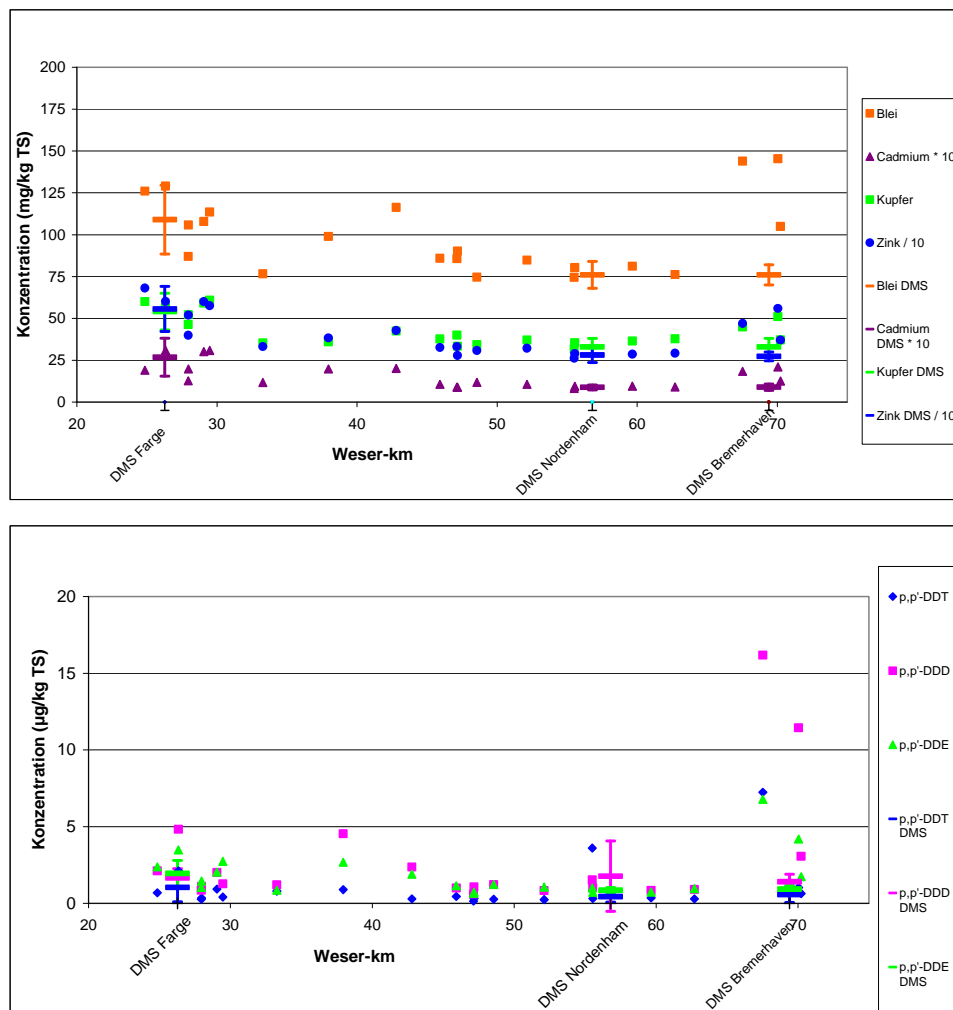 200
175
150
125
100
75
50
25
0
Konzentration (mg/kg TS)
20
30
40
50
60
70
DMS Farge
DMS Nordenham
DMS Bremerhaven
Weser-km
Blei
Cadmium * 10
Kupfer
Zink / 10
Blei DMS
Cadmium
DMS * 10
Kupfer DMS
Zink DMS / 10
20
15
10
5
0
Konzentration (µg/kg TS)
20
30
40
50
60
70
DMS Farge
DMS Nordenham
DMS Bremerhaven
Weser-km
p,p'-DDT
p,p'-DDD
p,p'-DDE
p,p'-DDT
DMS
p,p'-DDD
DMS
p,p'-DDE
DMS